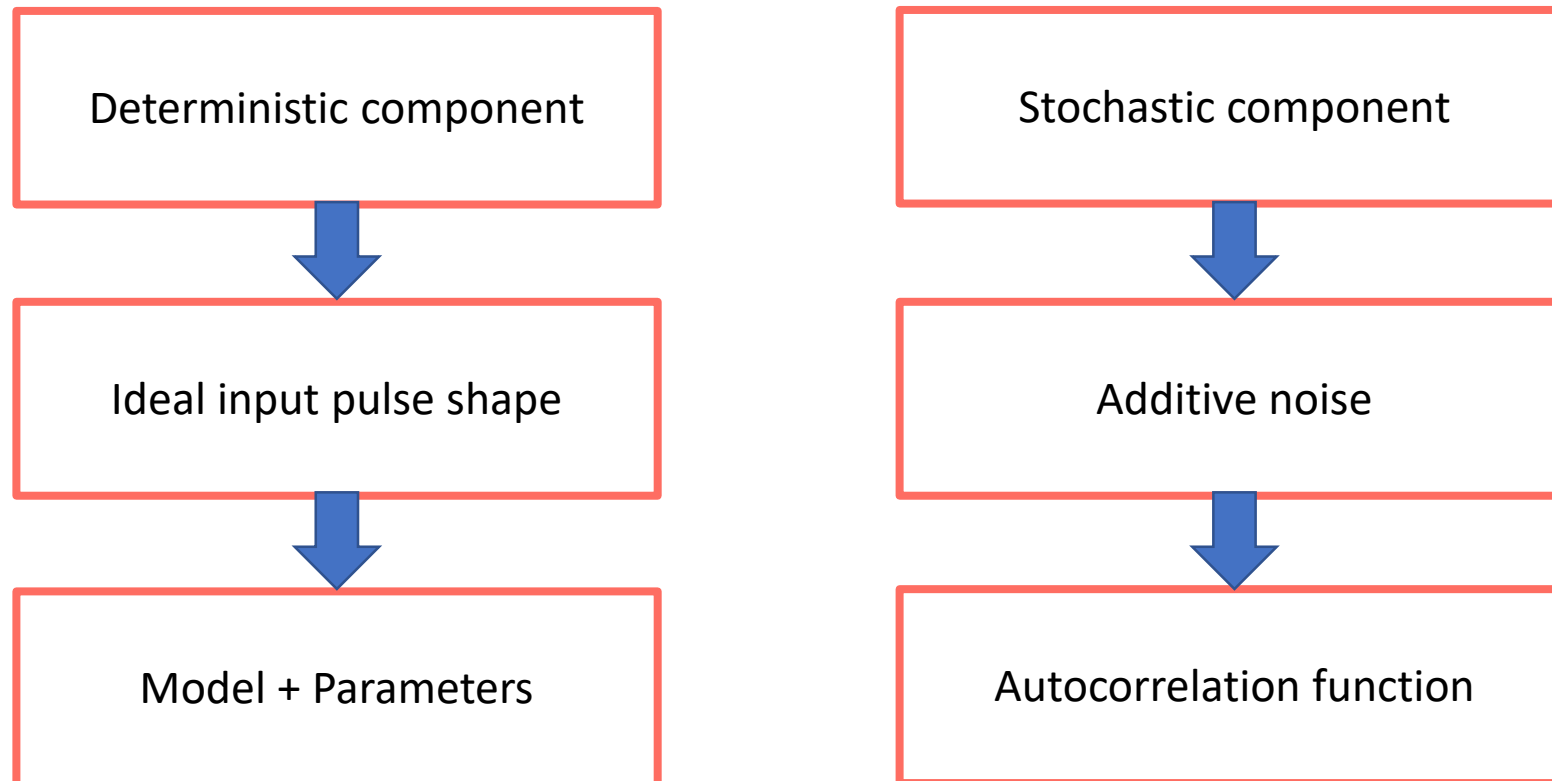 Deterministic component
Stochastic component
Ideal input pulse shape
Additive noise
Model + Parameters
Autocorrelation function